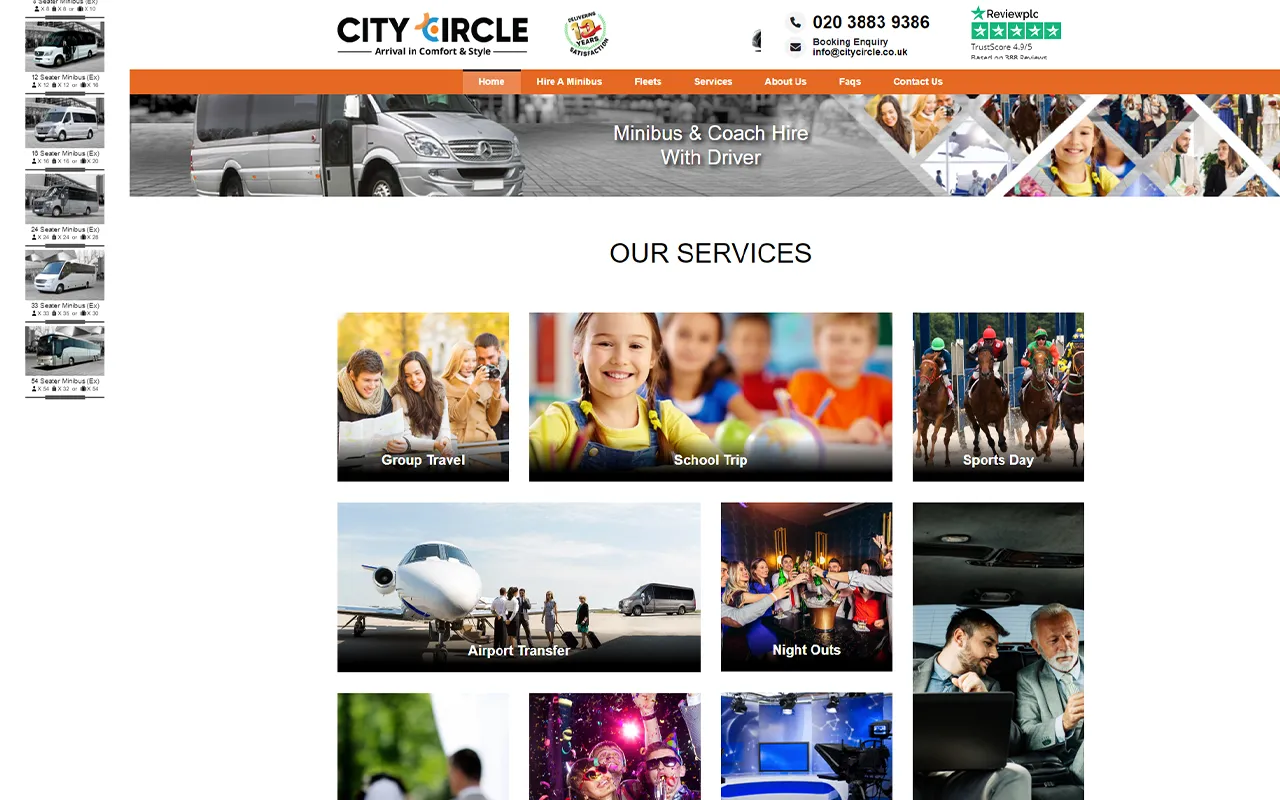 CITY CIRCLE
Arrival in Comfort & Style
DELIVERING
13
YEARS
SATISFACTION
020 3883 9386
Booking Enquiry
info@citycircle.co.uk
Reviewplc
TrustScore 4.9/5
Based on 388 Reviews
Home
Hire A Minibus
Fleets
Services
About Us
Faqs
Contact Us
8 Seater Minibus (Ex)
X 8 X 8 or X 10
12 Seater Minibus (Ex)
X 12 X 12 or X 16
16 Seater Minibus (Ex)
X 16 X 16 or X 20
24 Seater Minibus (Ex)
X 24 X 24 or X 28
33 Seater Minibus (Ex)
X 33 X 35 or X 30
54 Seater Minibus (Ex)
X 54 X 32 or X 54
Minibus & Coach Hire
With Driver
OUR SERVICES
Group Travel
School Trip
Sports Day
Airport Transfer
Night Outs